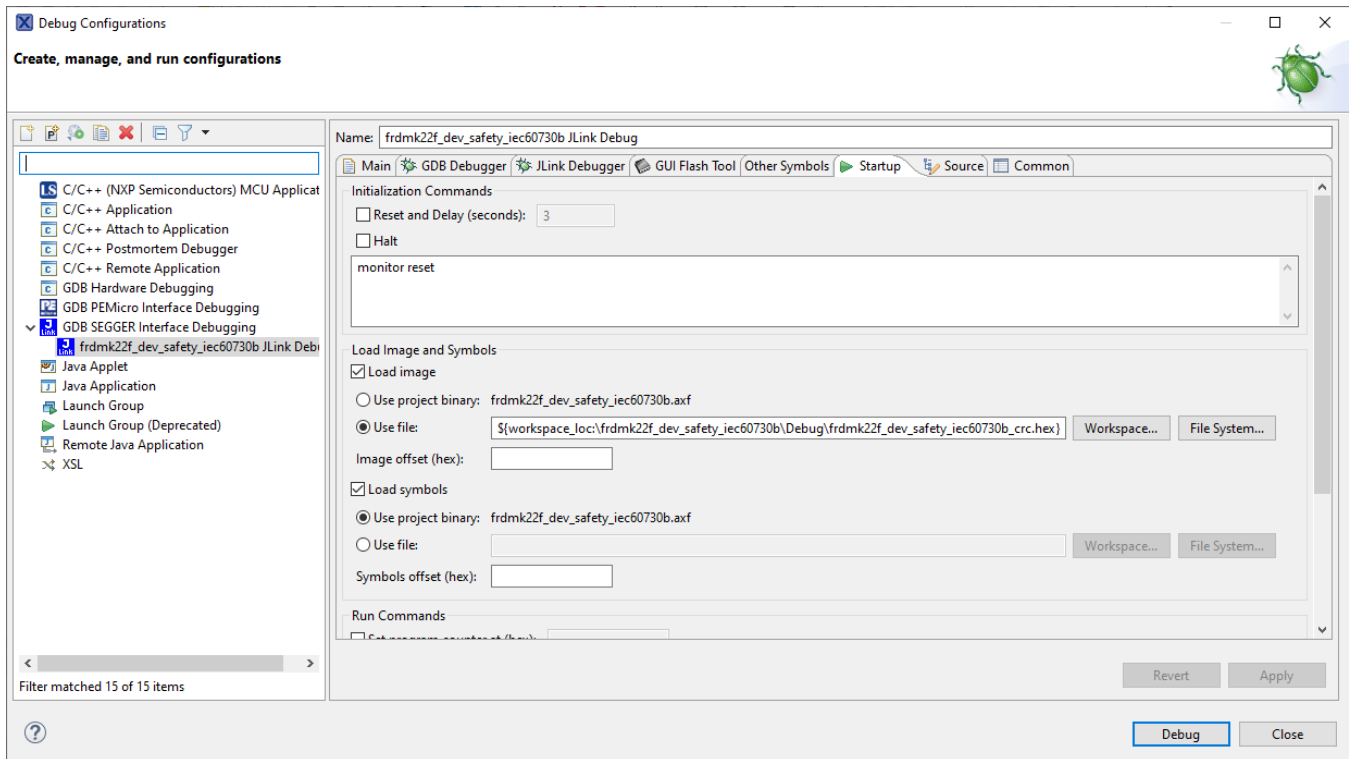 Debug Configurations
Create, manage, and run configurations
Name: frdmk22f_dev_safety_iec60730b JLink Debug
Main GDB Debugger JLink Debugger GUI Flash Tool Other Symbols Startup Source Common
C/C++ (NXP Semiconductors) MCU Applicat
C/C++ Application
C/C++ Attach to Application
C/C++ Postmortem Debugger
C/C++ Remote Application
GDB Hardware Debugging
GDB PEMicro Interface Debugging
GDB SEGGER Interface Debugging
frdmk22f_dev_safety_iec60730b JLink Deb
Java Applet
Java Application
Launch Group
Launch Group (Deprecated)
Remote Java Application
XSL
Filter matched 15 of 15 items
Initialization Commands
Reset and Delay (seconds): 3
Halt
monitor reset
Load Image and Symbols
Load image
Use project binary: frdmk22f_dev_safety_iec60730b.axf
Use file: ${workspace_loc:\frdmk22f_dev_safety_iec60730b\Debug\frdmk22f_dev_safety_iec60730b_crc.hex} Workspace... File System...
Image offset (hex):
Load symbols
Use project binary: frdmk22f_dev_safety_iec60730b.axf
Use file: Workspace... File System...
Symbols offset (hex):
Run Commands
Set program counter at (hex):
Revert Apply
Debug Close